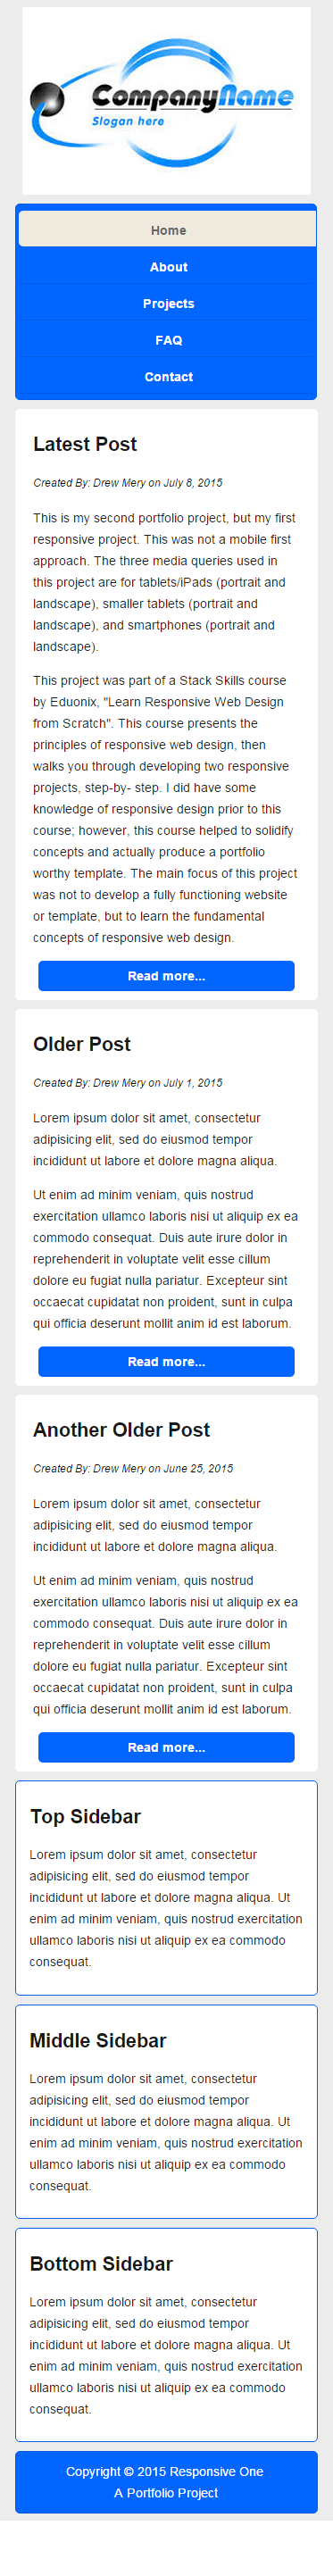 CompanyName
Slogan here
Home
About
Projects
FAQ
Contact
Latest Post
Created By: Drew Mery on July 8, 2015
This is my second portfolio project, but my first
responsive project. This was not a mobile first
approach. The three media queries used in
this project are for tablets/iPads (portrait and
landscape), smaller tablets (portrait and
landscape), and smartphones (portrait and
landscape).
This project was part of a Stack Skills course
by Eduonix, "Learn Responsive Web Design
from Scratch". This course presents the
principles of responsive web design, then
walks you through developing two responsive
projects, step-by- step. I did have some
knowledge of responsive design prior to this
course; however, this course helped to solidify
concepts and actually produce a portfolio
worthy template. The main focus of this project
was not to develop a fully functioning website
or template, but to learn the fundamental
concepts of responsive web design.
Read more...
Older Post
Created By: Drew Mery on July 1, 2015
Lorem ipsum dolor sit amet, consectetur
adipisicing elit, sed do eiusmod tempor
incididunt ut labore et dolore magna aliqua.
Ut enim ad minim veniam, quis nostrud
exercitation ullamco laboris nisi ut aliquip ex ea
commodo consequat. Duis aute irure dolor in
reprehenderit in voluptate velit esse cillum
dolore eu fugiat nulla pariatur. Excepteur sint
occaecat cupidatat non proident, sunt in culpa
qui officia deserunt mollit anim id est laborum.
Read more...
Another Older Post
Created By: Drew Mery on June 25, 2015
Lorem ipsum dolor sit amet, consectetur
adipisicing elit, sed do eiusmod tempor
incididunt ut labore et dolore magna aliqua.
Ut enim ad minim veniam, quis nostrud
exercitation ullamco laboris nisi ut aliquip ex ea
commodo consequat. Duis aute irure dolor in
reprehenderit in voluptate velit esse cillum
dolore eu fugiat nulla pariatur. Excepteur sint
occaecat cupidatat non proident, sunt in culpa
qui officia deserunt mollit anim id est laborum.
Read more...
Top Sidebar
Lorem ipsum dolor sit amet, consectetur
adipisicing elit, sed do eiusmod tempor
incididunt ut labore et dolore magna aliqua. Ut
enim ad minim veniam, quis nostrud exercitation
ullamco laboris nisi ut aliquip ex ea commodo
consequat.
Middle Sidebar
Lorem ipsum dolor sit amet, consectetur
adipisicing elit, sed do eiusmod tempor
incididunt ut labore et dolore magna aliqua. Ut
enim ad minim veniam, quis nostrud exercitation
ullamco laboris nisi ut aliquip ex ea commodo
consequat.
Bottom Sidebar
Lorem ipsum dolor sit amet, consectetur
adipisicing elit, sed do eiusmod tempor
incididunt ut labore et dolore magna aliqua. Ut
enim ad minim veniam, quis nostrud exercitation
ullamco laboris nisi ut aliquip ex ea commodo
consequat.
Copyright © 2015 Responsive One
A Portfolio Project